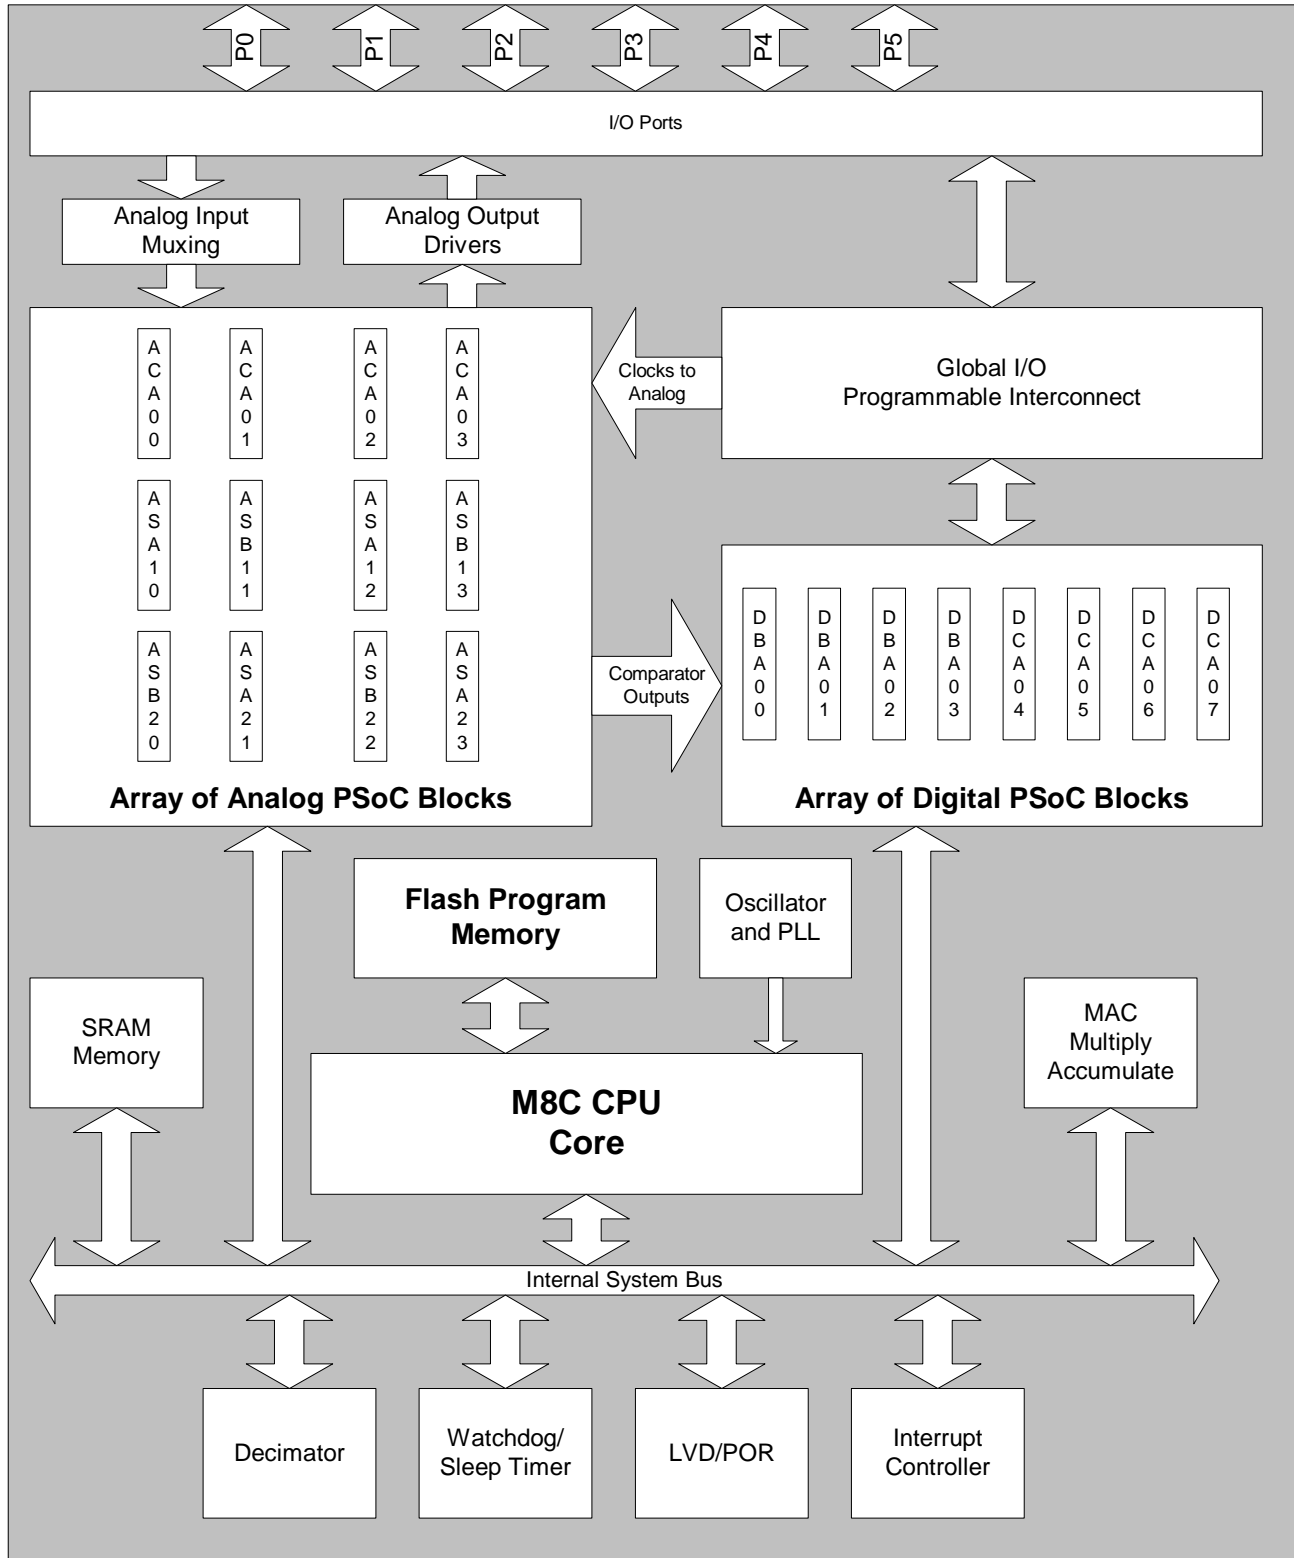 P0
P1
P2
P3
P4
P5
I/O Ports
Analog Input
Muxing
Analog Output
Drivers
ACA00
ACA01
ACA02
ACA03
Clocks to
Analog
Global I/O
Programmable Interconnect
ASA10
ASB11
ASA12
ASB13
ASB20
ASA21
ASB22
ASA23
Comparator
Outputs
DBA00
DBA01
DBA02
DBA03
DCA04
DCA05
DCA06
DCA07
Array of Analog PSoC Blocks
Array of Digital PSoC Blocks
Flash Program
Memory
Oscillator
and PLL
SRAM
Memory
MAC
Multiply
Accumulate
M8C CPU
Core
Internal System Bus
Decimator
Watchdog/
Sleep Timer
LVD/POR
Interrupt
Controller